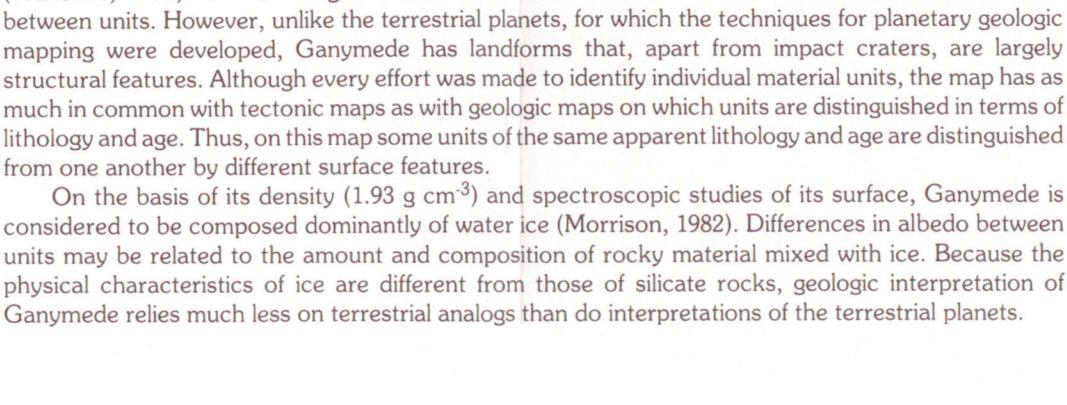 between units. However, unlike the terrestrial planets, for which the techniques for planetary geologic
mapping were developed, Ganymede has landforms that, apart from impact craters, are largely
structural features. Although every effort was made to identify individual material units, the map has as
much in common with tectonic maps as with geologic maps on which units are distinguished in terms of
lithology and age. Thus, on this map some units of the same apparent lithology and age are distinguished
from one another by different surface features.
On the basis of its density (1.93 g cm⁻³) and spectroscopic studies of its surface, Ganymede is
considered to be composed dominantly of water ice (Morrison, 1982). Differences in albedo between
units may be related to the amount and composition of rocky material mixed with ice. Because the
physical characteristics of ice are different from those of silicate rocks, geologic interpretation of
Ganymede relies much less on terrestrial analogs than do interpretations of the terrestrial planets.